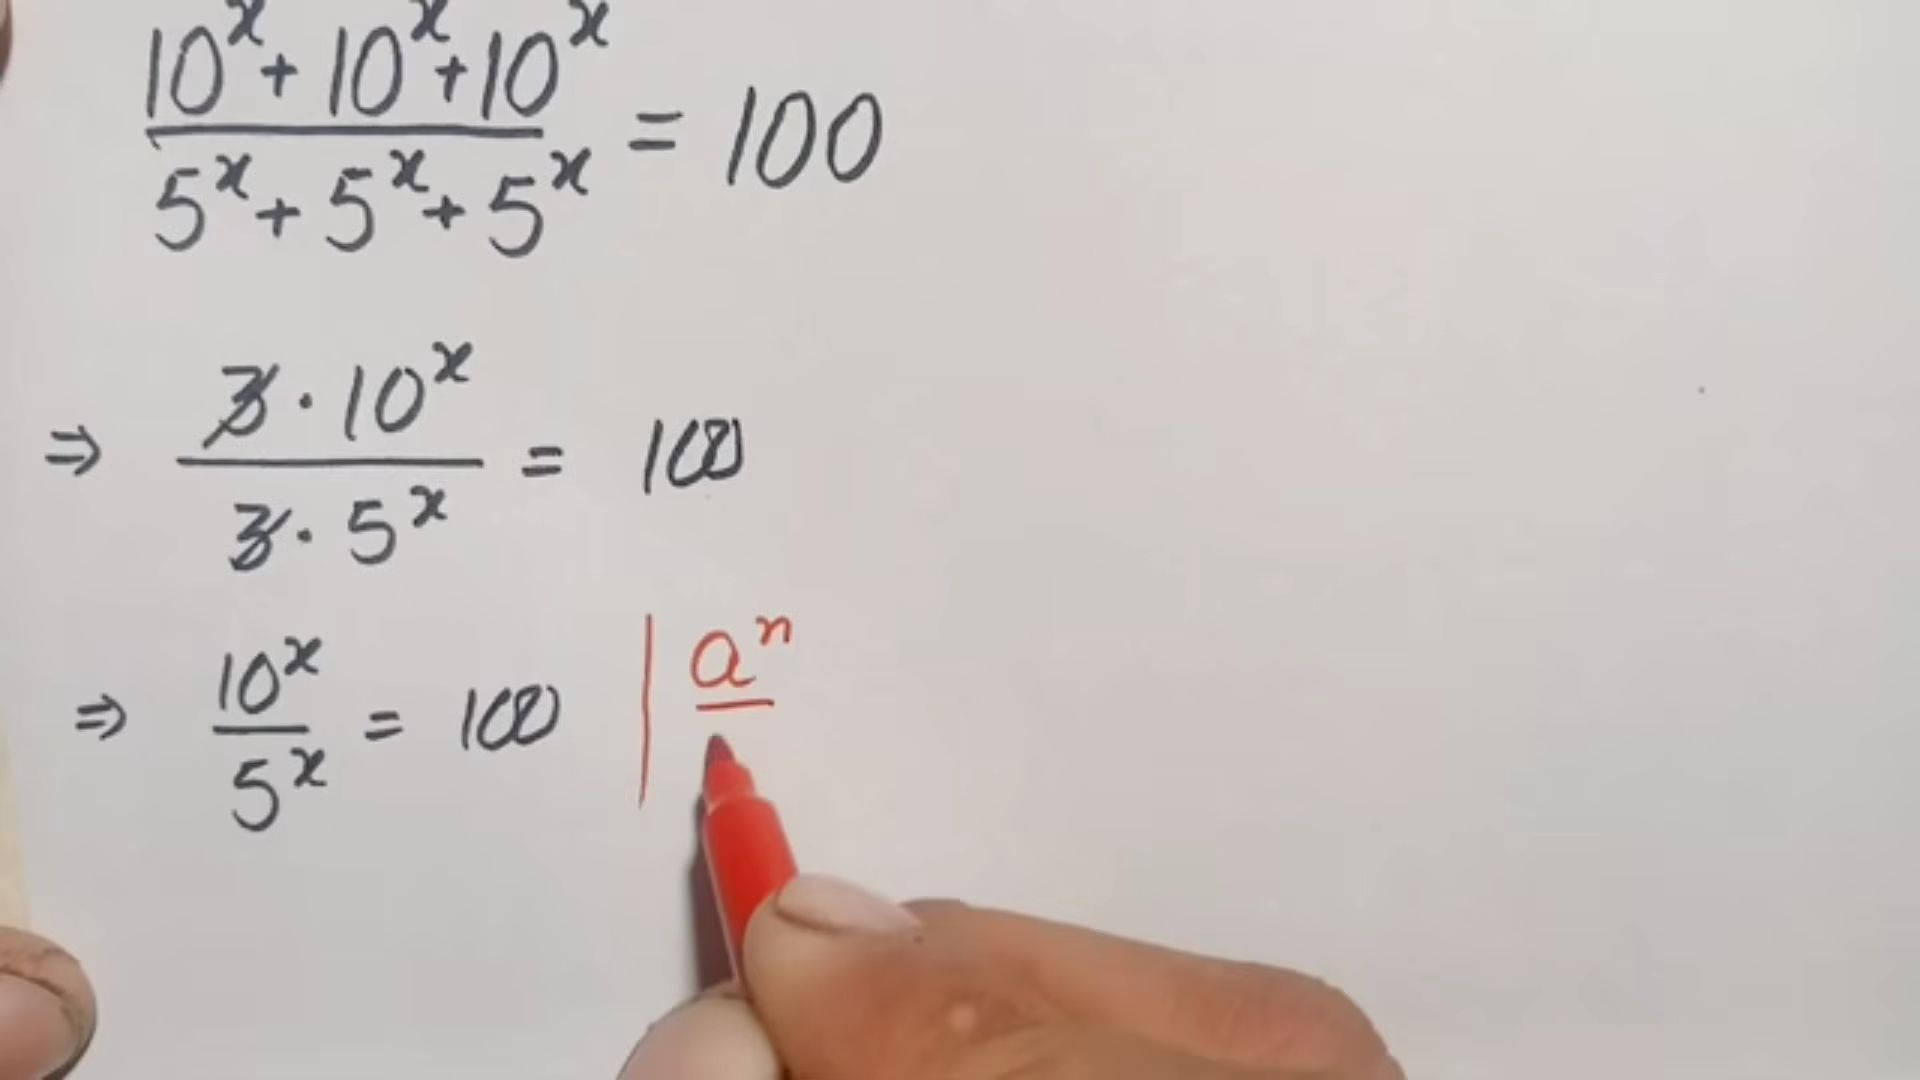 10^x + 10^x + 10^x / 5^x + 5^x + 5^x = 100
⇒ 3 · 10^x / 3 · 5^x = 100
⇒ 10^x / 5^x = 100 | a^n /